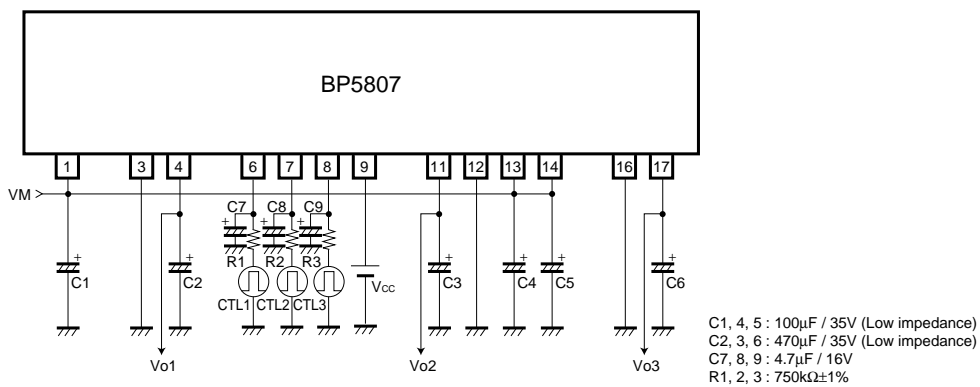 BP5807
1 3 4 6 7 8 9 11 12 13 14 16 17
VM
C7 C8 C9
R1 R2 R3
C1 C2 Vcc C3 C4 C5 C6
CTL1 CTL2 CTL3
Vo1 Vo2 Vo3
C1, 4, 5 : 100μF / 35V (Low impedance)
C2, 3, 6 : 470μF / 35V (Low impedance)
C7, 8, 9 : 4.7μF / 16V
R1, 2, 3 : 750kΩ±1%